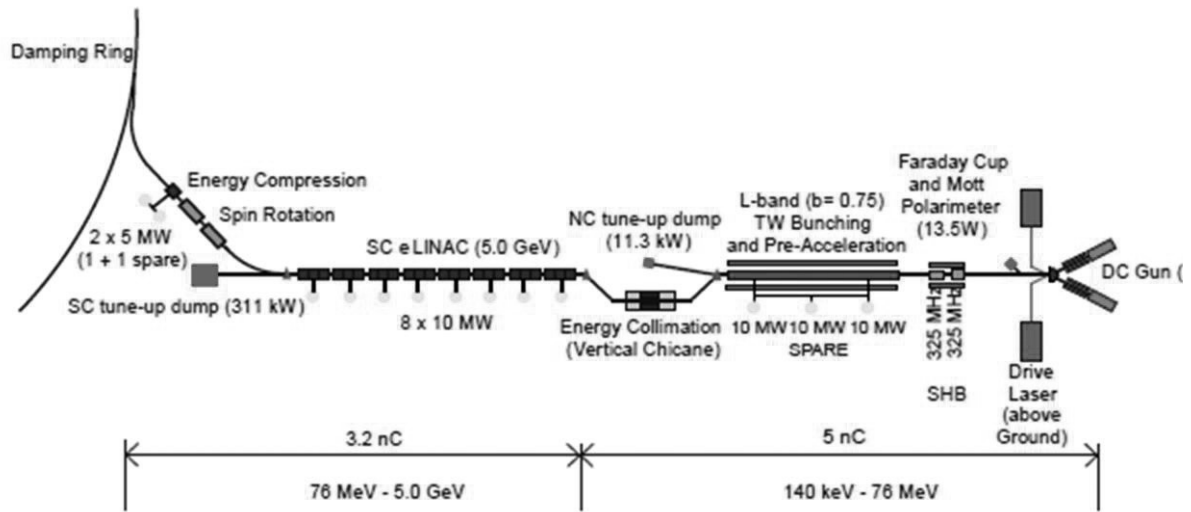 Damping Ring
Energy Compression
Spin Rotation
2 x 5 MW
(1 + 1 spare)
SC tune-up dump (311 kW)
SC e LINAC (5.0 GeV)
8 x 10 MW
NC tune-up dump
(11.3 kW)
Energy Collimation
(Vertical Chicane)
L-band (b= 0.75)
TW Bunching
and Pre-Acceleration
10 MW 10 MW 10 MW
SPARE
Faraday Cup
and Mott
Polarimeter
(13.5W)
325 MHz
325 MHz
SHB
DC Gun (
Drive
Laser
(above
Ground)
3.2 nC
5 nC
76 MeV - 5.0 GeV
140 keV - 76 MeV